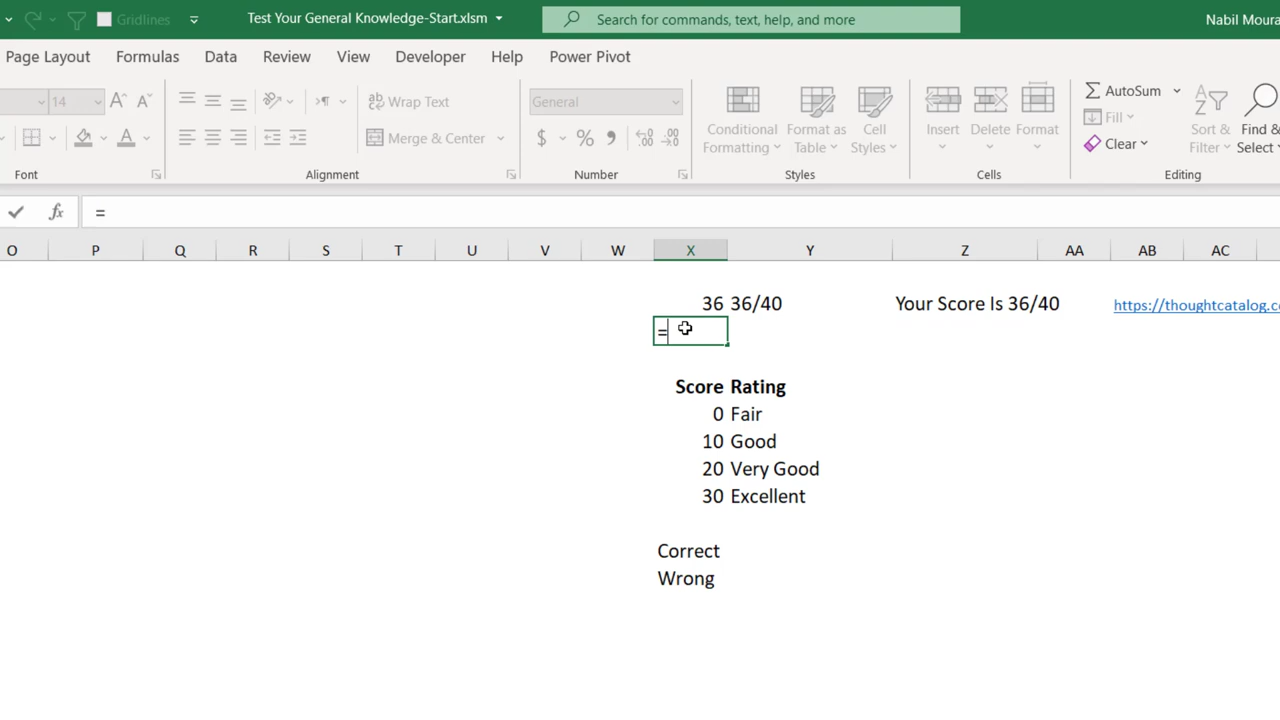 Gridlines
Test Your General Knowledge-Start.xlsm
Search for commands, text, help, and more
Nabil Moura
Page Layout Formulas Data Review View Developer Help Power Pivot
14
Wrap Text
General
Conditional Formatting
Format as Table
Cell Styles
Insert
Delete
Format
AutoSum
Fill
Clear
Sort & Filter
Find & Select
Merge & Center
$ % 9
Font Alignment Number Styles Cells Editing
fx =
O P Q R S T U V W X Y Z AA AB AC
36 36/40 Your Score Is 36/40 https://thoughtcatalog.c
=
Score Rating
0 Fair
10 Good
20 Very Good
30 Excellent
Correct
Wrong